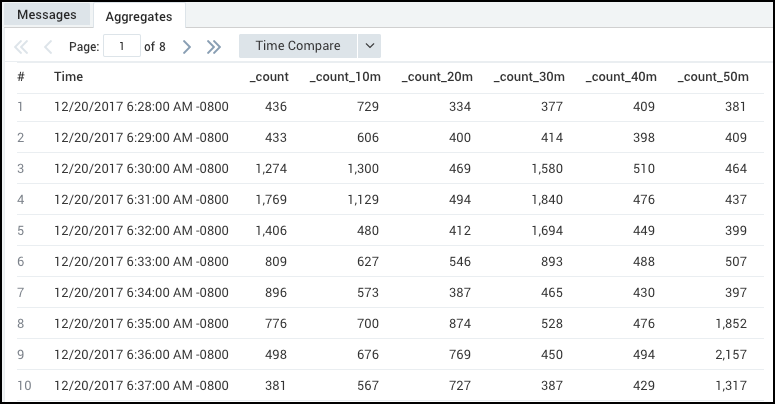 Messages Aggregates
Page: 1 of 8 Time Compare
# Time _count _count_10m _count_20m _count_30m _count_40m _count_50m
1 12/20/2017 6:28:00 AM -0800 436 729 334 377 409 381
2 12/20/2017 6:29:00 AM -0800 433 606 400 414 398 409
3 12/20/2017 6:30:00 AM -0800 1,274 1,300 469 1,580 510 464
4 12/20/2017 6:31:00 AM -0800 1,769 1,129 494 1,840 476 437
5 12/20/2017 6:32:00 AM -0800 1,406 480 412 1,694 449 399
6 12/20/2017 6:33:00 AM -0800 809 627 546 893 488 507
7 12/20/2017 6:34:00 AM -0800 896 573 387 465 430 397
8 12/20/2017 6:35:00 AM -0800 776 700 874 528 476 1,852
9 12/20/2017 6:36:00 AM -0800 498 676 769 450 494 2,157
10 12/20/2017 6:37:00 AM -0800 381 567 727 387 429 1,317